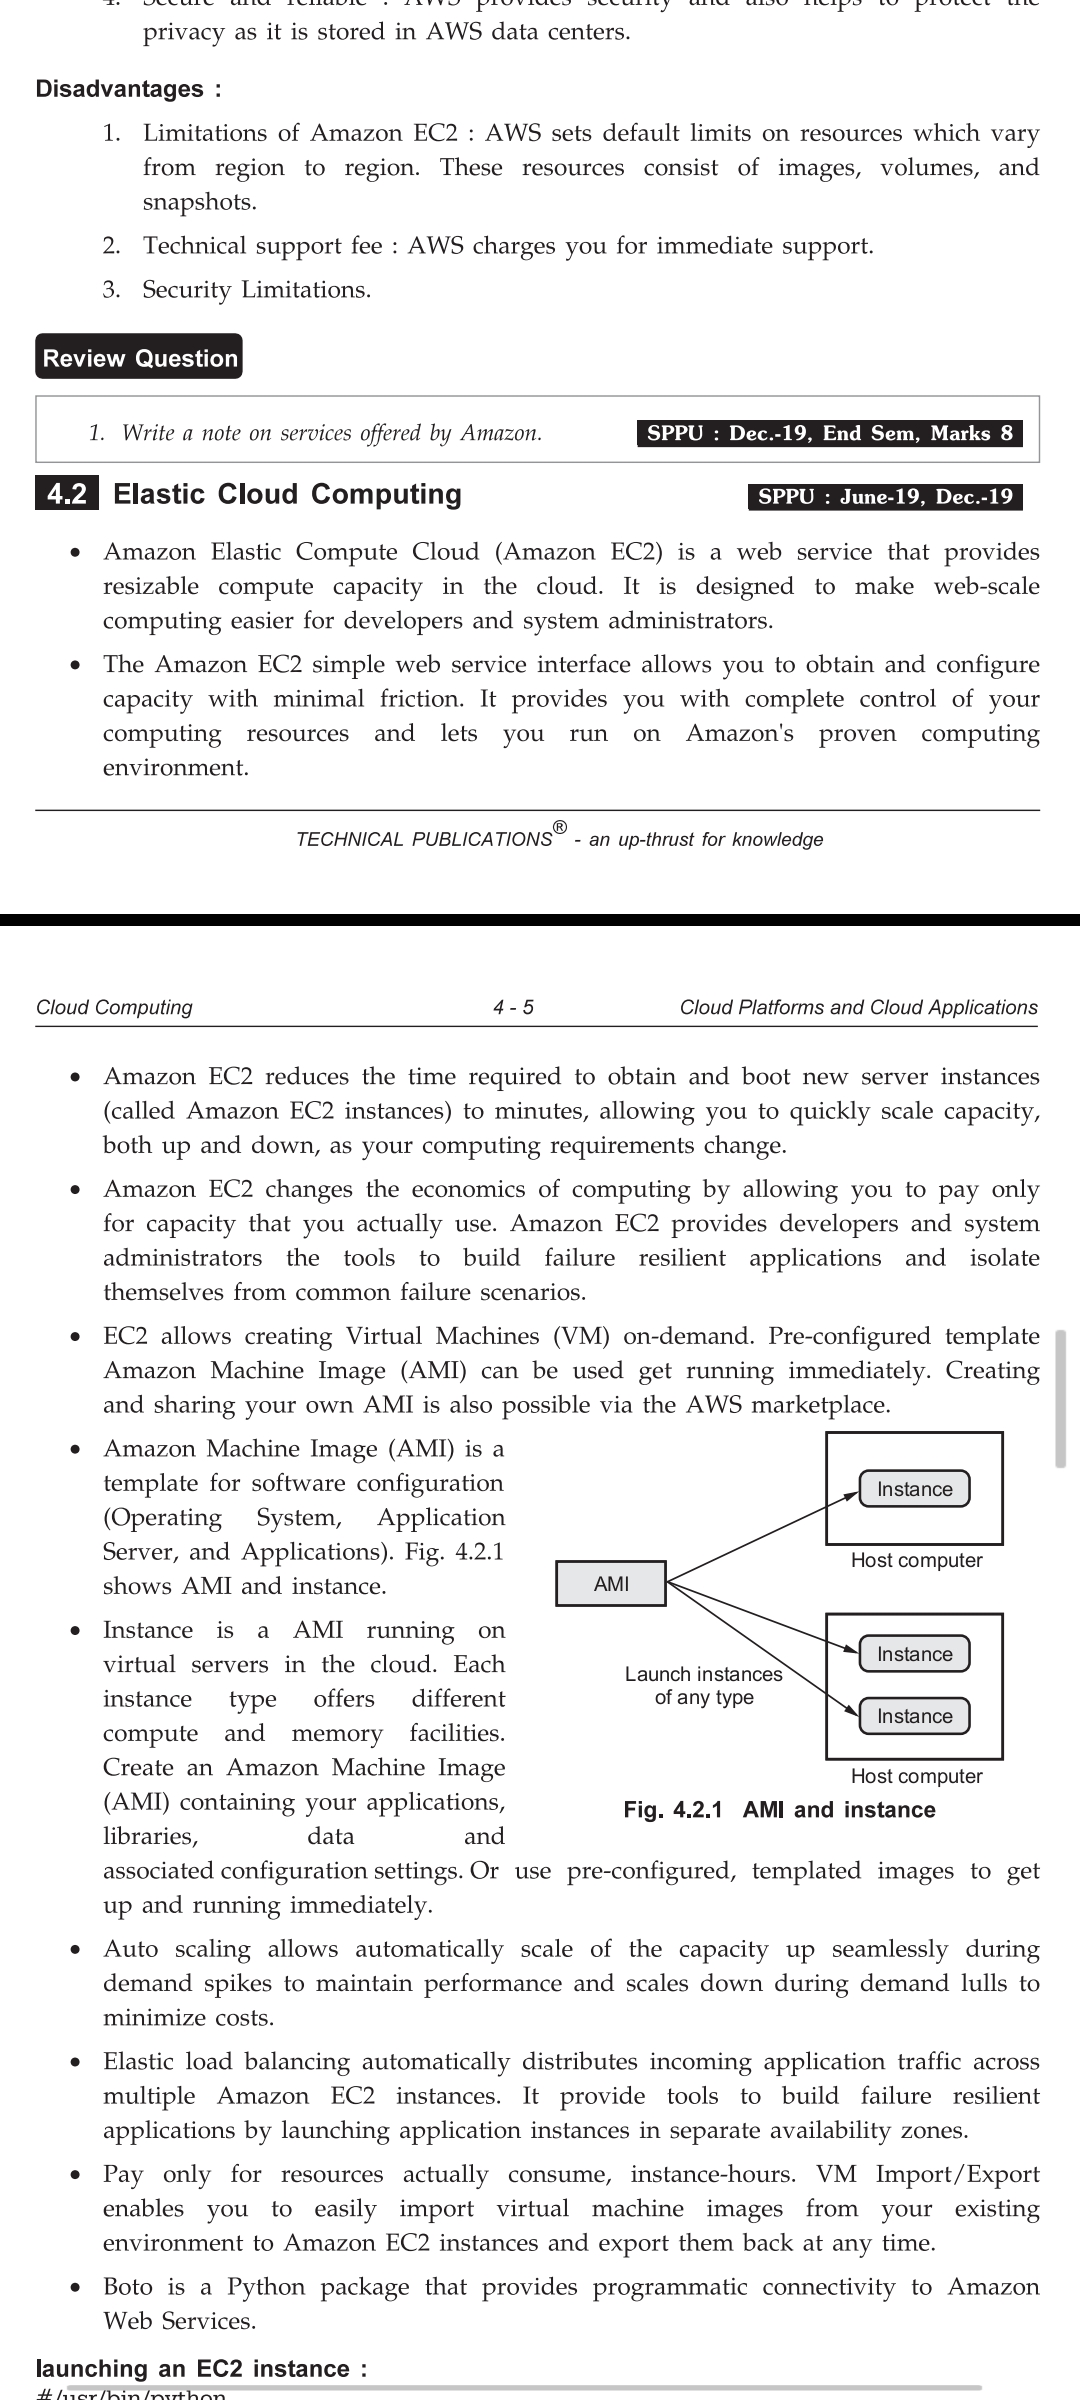 4. Secure and reliable : AWS provides security and also helps to protect the
privacy as it is stored in AWS data centers.
Disadvantages :
1. Limitations of Amazon EC2 : AWS sets default limits on resources which vary
from region to region. These resources consist of images, volumes, and
snapshots.
2. Technical support fee : AWS charges you for immediate support.
3. Security Limitations.
Review Question
1. Write a note on services offered by Amazon. SPPU : Dec.-19, End Sem, Marks 8
4.2 Elastic Cloud Computing SPPU : June-19, Dec.-19
• Amazon Elastic Compute Cloud (Amazon EC2) is a web service that provides
resizable compute capacity in the cloud. It is designed to make web-scale
computing easier for developers and system administrators.
• The Amazon EC2 simple web service interface allows you to obtain and configure
capacity with minimal friction. It provides you with complete control of your
computing resources and lets you run on Amazon's proven computing
environment.
TECHNICAL PUBLICATIONS® - an up-thrust for knowledge
Cloud Computing 4 - 5 Cloud Platforms and Cloud Applications
• Amazon EC2 reduces the time required to obtain and boot new server instances
(called Amazon EC2 instances) to minutes, allowing you to quickly scale capacity,
both up and down, as your computing requirements change.
• Amazon EC2 changes the economics of computing by allowing you to pay only
for capacity that you actually use. Amazon EC2 provides developers and system
administrators the tools to build failure resilient applications and isolate
themselves from common failure scenarios.
• EC2 allows creating Virtual Machines (VM) on-demand. Pre-configured template
Amazon Machine Image (AMI) can be used get running immediately. Creating
and sharing your own AMI is also possible via the AWS marketplace.
• Amazon Machine Image (AMI) is a
template for software configuration
(Operating System, Application
Server, and Applications). Fig. 4.2.1
shows AMI and instance.
• Instance is a AMI running on
virtual servers in the cloud. Each
instance type offers different
compute and memory facilities.
Create an Amazon Machine Image
(AMI) containing your applications,
libraries, data and
associated configuration settings. Or use pre-configured, templated images to get
up and running immediately.
Instance
Host computer
AMI
Instance
Launch instances
of any type
Instance
Host computer
Fig. 4.2.1 AMI and instance
• Auto scaling allows automatically scale of the capacity up seamlessly during
demand spikes to maintain performance and scales down during demand lulls to
minimize costs.
• Elastic load balancing automatically distributes incoming application traffic across
multiple Amazon EC2 instances. It provide tools to build failure resilient
applications by launching application instances in separate availability zones.
• Pay only for resources actually consume, instance-hours. VM Import/Export
enables you to easily import virtual machine images from your existing
environment to Amazon EC2 instances and export them back at any time.
• Boto is a Python package that provides programmatic connectivity to Amazon
Web Services.
launching an EC2 instance :
#/usr/bin/python